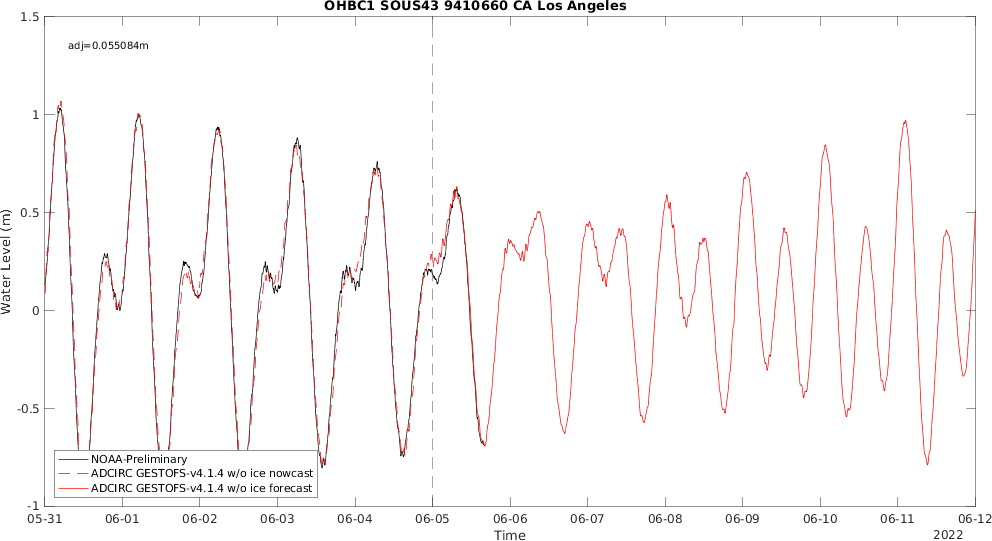 OHBC1 SOUS43 9410660 CA Los Angeles
adj=0.055084m
1.5
1
0.5
0
-0.5
-1
Water Level (m)
NOAA-Preliminary
ADCIRC GESTOFS-v4.1.4 w/o ice nowcast
ADCIRC GESTOFS-v4.1.4 w/o ice forecast
05-31 06-01 06-02 06-03 06-04 06-05 06-06 06-07 06-08 06-09 06-10 06-11 06-12
Time
2022